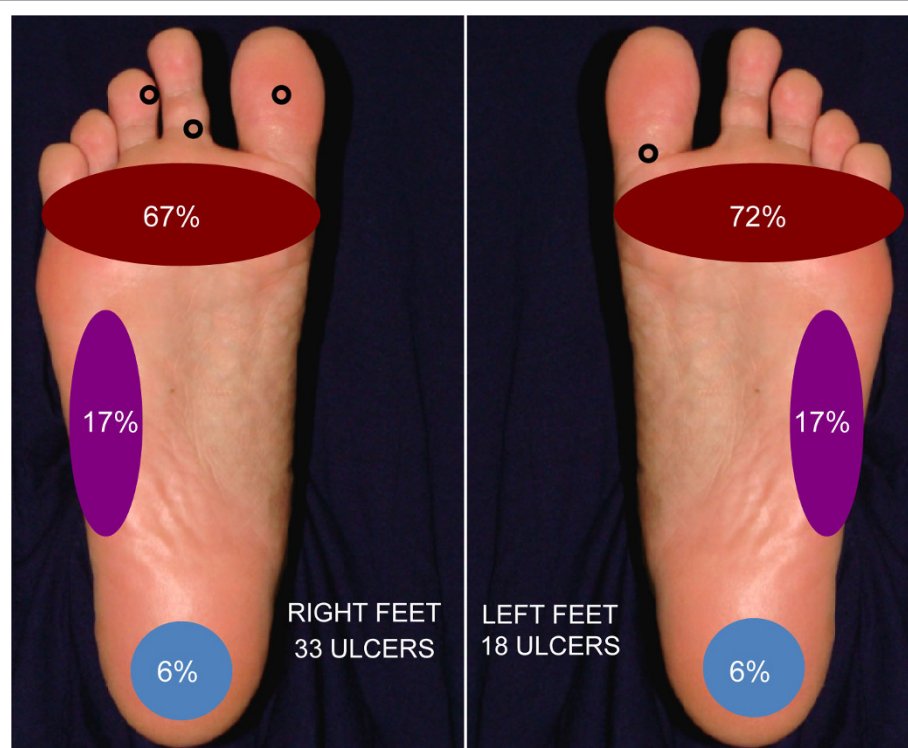 67%
72%
17%
17%
RIGHT FEET
33 ULCERS
LEFT FEET
18 ULCERS
6%
6%